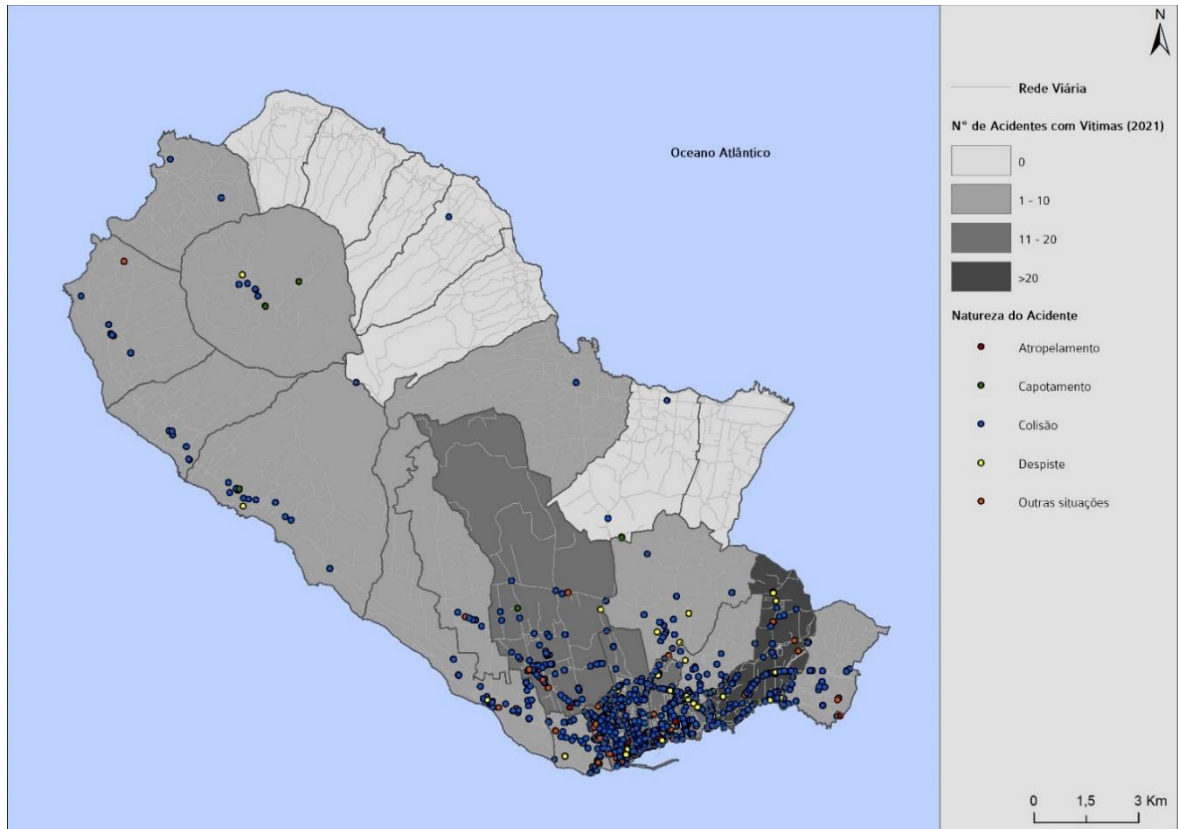 N
Rede Viária
N° de Acidentes com Vítimas (2021)
Oceano Atlântico
0
1 - 10
11 - 20
>20
Natureza do Acidente
Atropelamento
Capotamento
Colisão
Despiste
Outras situações
0 1,5 3 Km